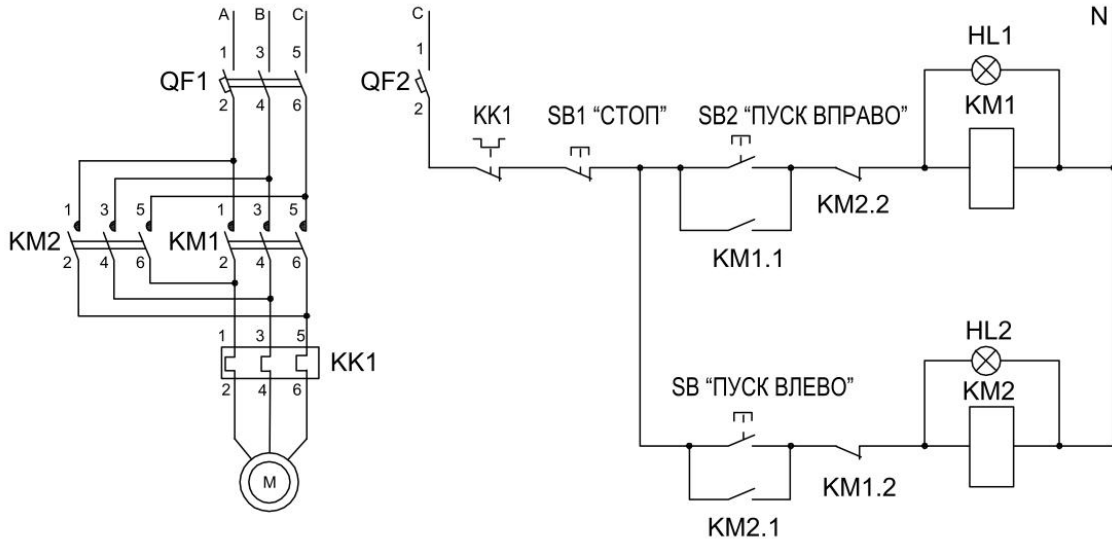 A B C
1 3 5
QF1
2 4 6
1 3 5
KM2
2 4 6
1 3 5
KM1
2 4 6
1 3 5
KK1
2 4 6
M
C
1
QF2
2
KK1
SB1 “СТОП”
SB2 “ПУСК ВПРАВО”
KM1.1
KM2.2
HL1
KM1
N
SB “ПУСК ВЛЕВО”
KM2.1
KM1.2
HL2
KM2